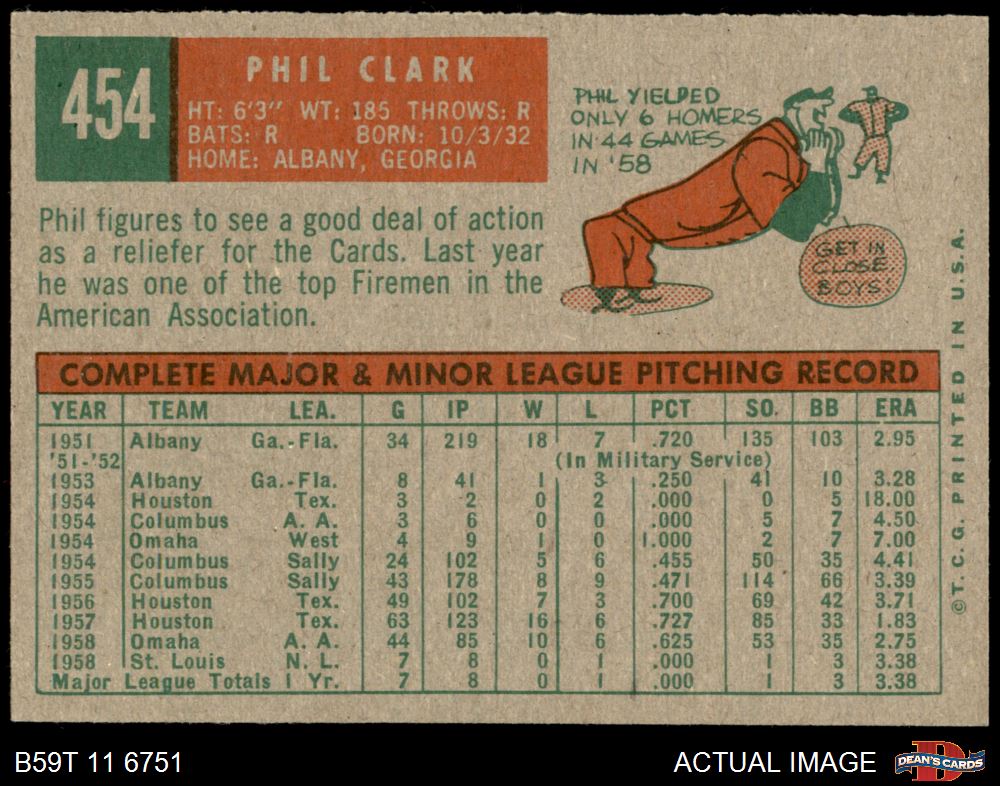 454
PHIL CLARK
HT: 6'3" WT: 185 THROWS: R
BATS: R BORN: 10/3/32
HOME: ALBANY, GEORGIA
PHIL YIELDED
ONLY 6 HOMERS
IN 44 GAMES
IN '58
GET IN
CLOSE,
BOYS!
Phil figures to see a good deal of action
as a reliefer for the Cards. Last year
he was one of the top Firemen in the
American Association.
COMPLETE MAJOR & MINOR LEAGUE PITCHING RECORD
YEAR TEAM LEA. G IP W L PCT SO. BB ERA
1951 Albany Ga.-Fla. 34 219 18 7 .720 135 103 2.95
'51-'52 (In Military Service)
1953 Albany Ga.-Fla. 8 41 1 3 .250 41 10 3.28
1954 Houston Tex. 3 2 0 2 .000 0 5 18.00
1954 Columbus A. A. 3 6 0 0 .000 5 7 4.50
1954 Omaha West 4 9 1 0 1.000 2 7 7.00
1954 Columbus Sally 24 102 5 6 .455 50 35 4.41
1955 Columbus Sally 43 178 8 9 .471 114 66 3.39
1956 Houston Tex. 49 102 7 3 .700 69 42 3.71
1957 Houston Tex. 63 123 16 6 .727 85 33 1.83
1958 Omaha A. A. 44 85 10 6 .625 53 35 2.75
1958 St. Louis N. L. 7 8 0 1 .000 1 3 3.38
Major League Totals 1 Yr. 7 8 0 1 .000 1 3 3.38
©T. C. G. PRINTED IN U.S.A.
B59T 11 6751
ACTUAL IMAGE
D
DEAN'S CARDS